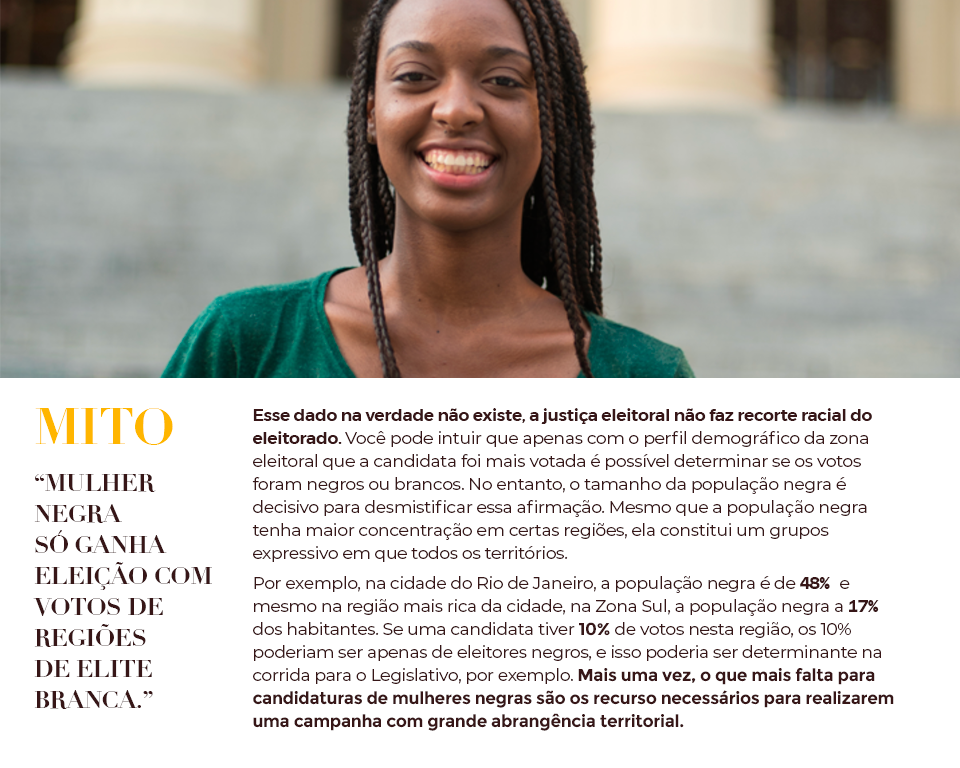 MITO
“MULHER
NEGRA
SÓ GANHA
ELEIÇÃO COM
VOTOS DE
REGIÕES
DE ELITE
BRANCA.”
Esse dado na verdade não existe, a justiça eleitoral não faz recorte racial do
eleitorado. Você pode intuir que apenas com o perfil demográfico da zona
eleitoral que a candidata foi mais votada é possível determinar se os votos
foram negros ou brancos. No entanto, o tamanho da população negra é
decisivo para desmistificar essa afirmação. Mesmo que a população negra
tenha maior concentração em certas regiões, ela constitui um grupos
expressivo em que todos os territórios.
Por exemplo, na cidade do Rio de Janeiro, a população negra é de 48% e
mesmo na região mais rica da cidade, na Zona Sul, a população negra a 17%
dos habitantes. Se uma candidata tiver 10% de votos nesta região, os 10%
poderiam ser apenas de eleitores negros, e isso poderia ser determinante na
corrida para o Legislativo, por exemplo. Mais uma vez, o que mais falta para
candidaturas de mulheres negras são os recurso necessários para realizarem
uma campanha com grande abrangência territorial.